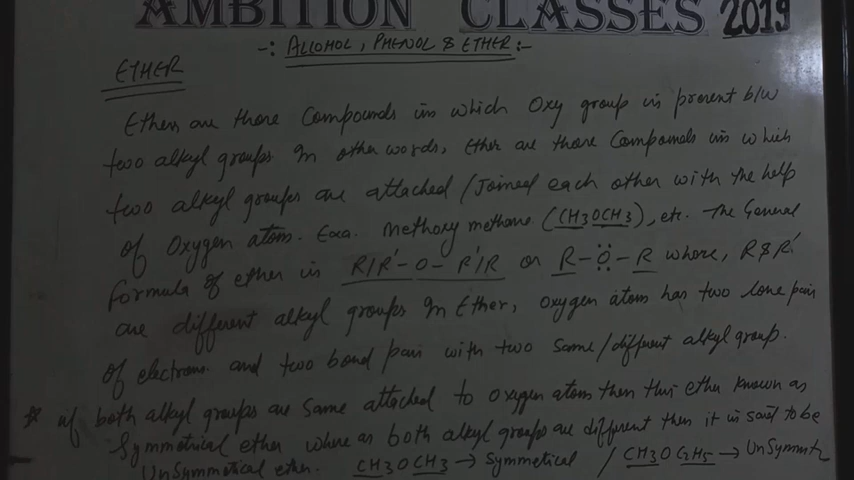 AMBITION CLASSES 2019
-: ALCOHOL, PHENOL & ETHER :-
ETHER
Ethers are those Compounds in which Oxy group is present b/w
two alkyl groups In other words, Ether are those Compounds in which
two alkyl groups are attached / Joined each other with the help
of Oxygen atom. Exa. Methoxy methane (CH3OCH3), etc. The General
formula of ether is R/R'-O-R'/R or R-Ö-R where, R & R'
are different alkyl groups In Ether, Oxygen atom has two lone pair
of electrons and two bond pair with two same/different alkyl group.
* if both alkyl groups are same attached to oxygen atom then this ether known as
Symmetrical ether where as both alkyl groups are different then it is said to be
UnSymmetical ether. CH3OCH3 → Symmetical / CH3OC2H5 → UnSymmetr